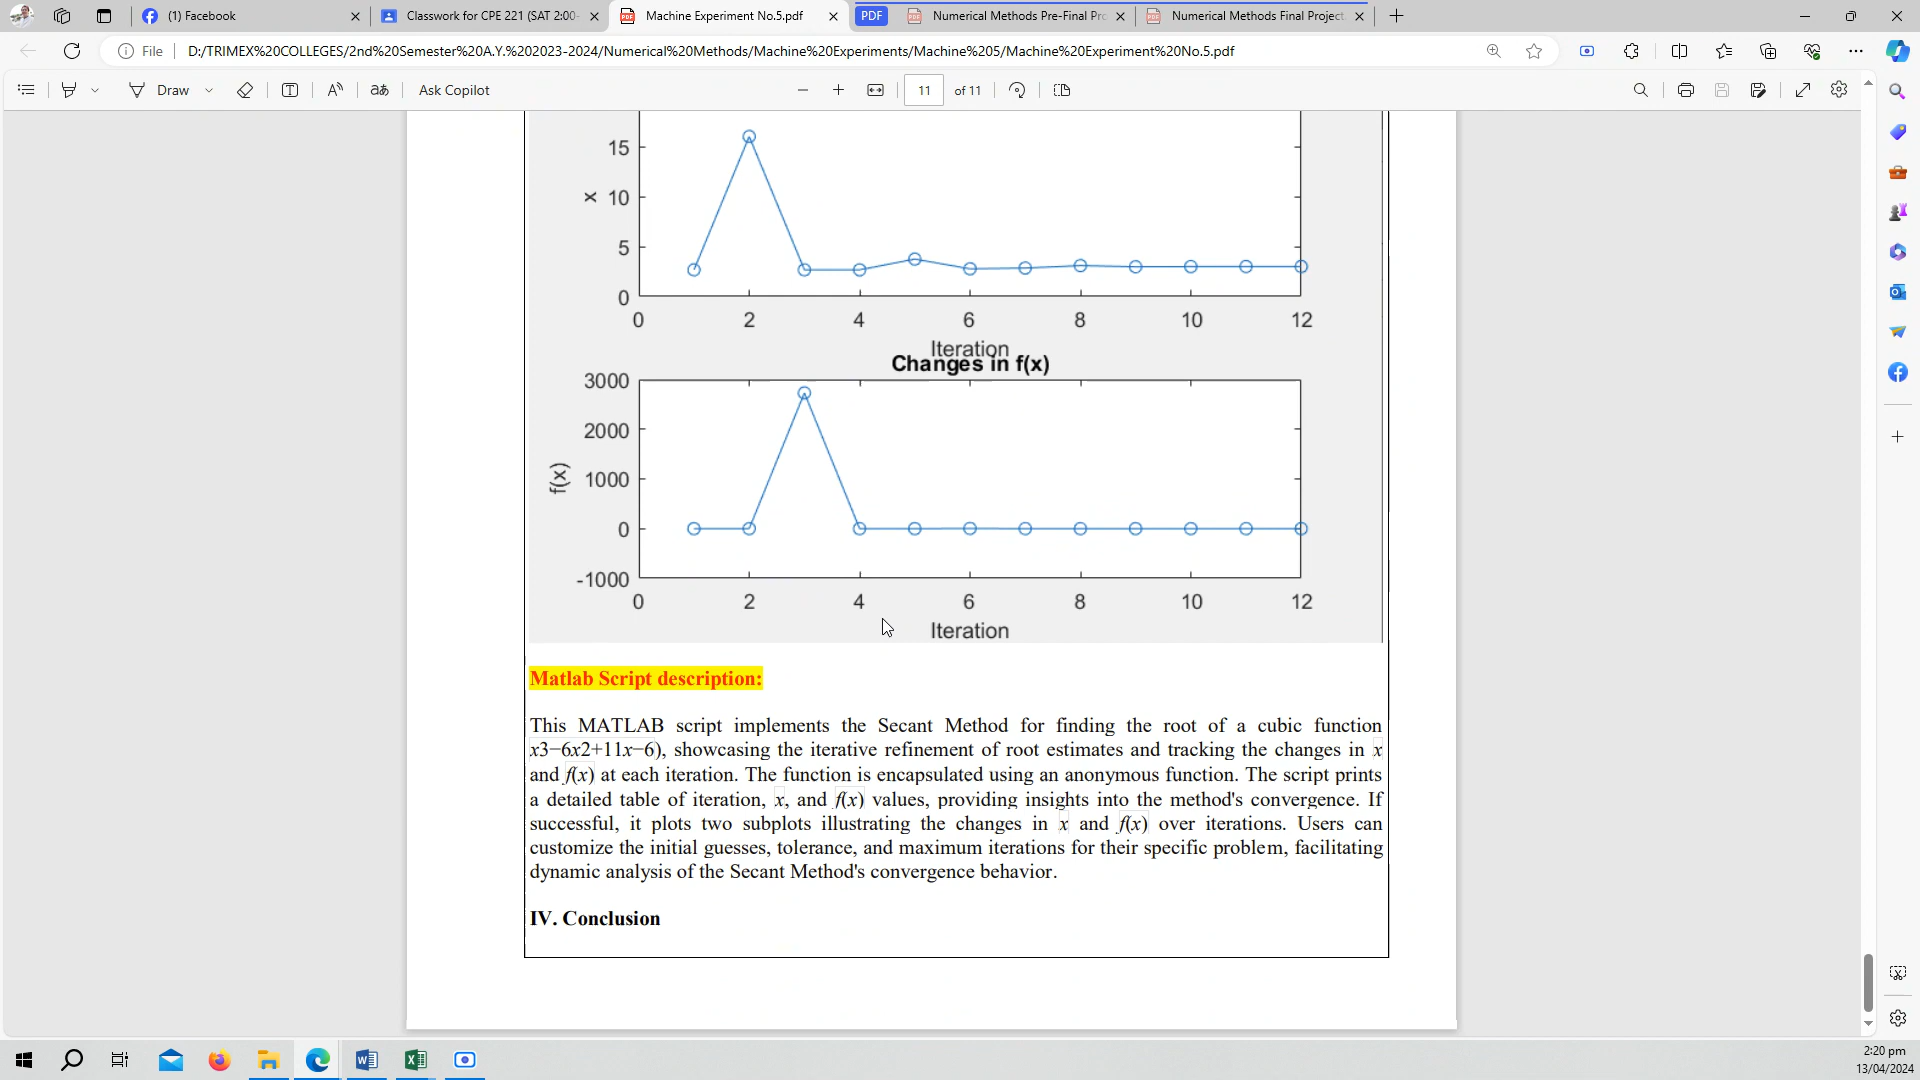 (1) Facebook
Classwork for CPE 221 (SAT 2:00-
Machine Experiment No.5.pdf
PDF
Numerical Methods Pre-Final Pro
Numerical Methods Final Project
File
D:/TRIMEX%20COLLEGES/2nd%20Semester%20A.Y.%202023-2024/Numerical%20Methods/Machine%20Experiments/Machine%205/Machine%20Experiment%20No.5.pdf
Draw
Ask Copilot
11 of 11
15
x 10
5
0
0 2 4 6 8 10 12
Iteration
Changes in f(x)
3000
2000
f(x) 1000
0
-1000
0 2 4 6 8 10 12
Iteration
Matlab Script description:
This MATLAB script implements the Secant Method for finding the root of a cubic function
x3−6x2+11x−6), showcasing the iterative refinement of root estimates and tracking the changes in x
and f(x) at each iteration. The function is encapsulated using an anonymous function. The script prints
a detailed table of iteration, x, and f(x) values, providing insights into the method's convergence. If
successful, it plots two subplots illustrating the changes in x and f(x) over iterations. Users can
customize the initial guesses, tolerance, and maximum iterations for their specific problem, facilitating
dynamic analysis of the Secant Method's convergence behavior.
IV. Conclusion
2:20 pm
13/04/2024